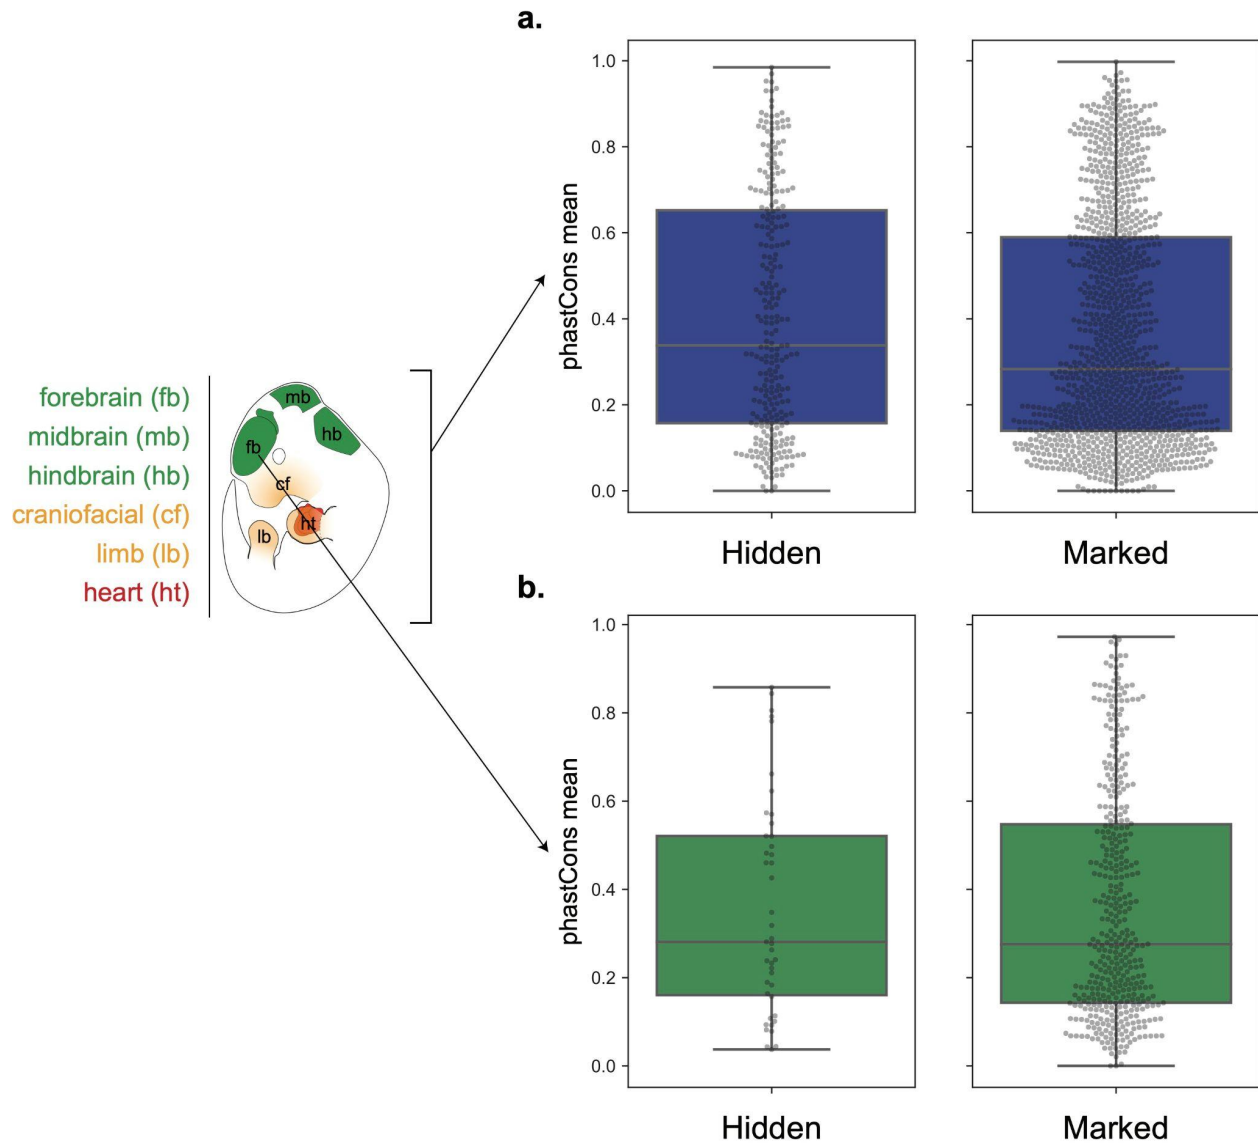 a.
1.0
0.8
0.6
0.4
0.2
0.0
phastCons mean
Hidden
Marked
forebrain (fb)
midbrain (mb)
hindbrain (hb)
craniofacial (cf)
limb (lb)
heart (ht)
mb
hb
fb
cf
ht
lb
b.
1.0
0.8
0.6
0.4
0.2
0.0
phastCons mean
Hidden
Marked